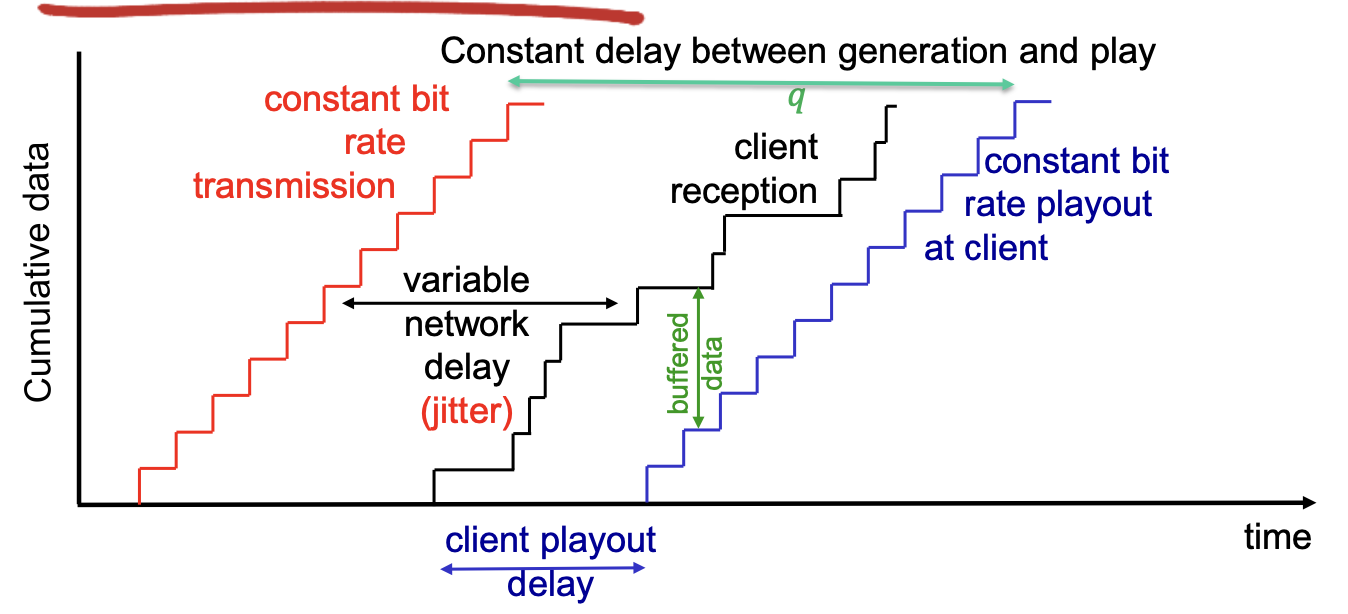 Constant delay between generation and play
q
constant bit
rate
transmission
client
reception
constant bit
rate playout
at client
variable
network
delay
(jitter)
buffered
data
Cumulative data
time
client playout
delay